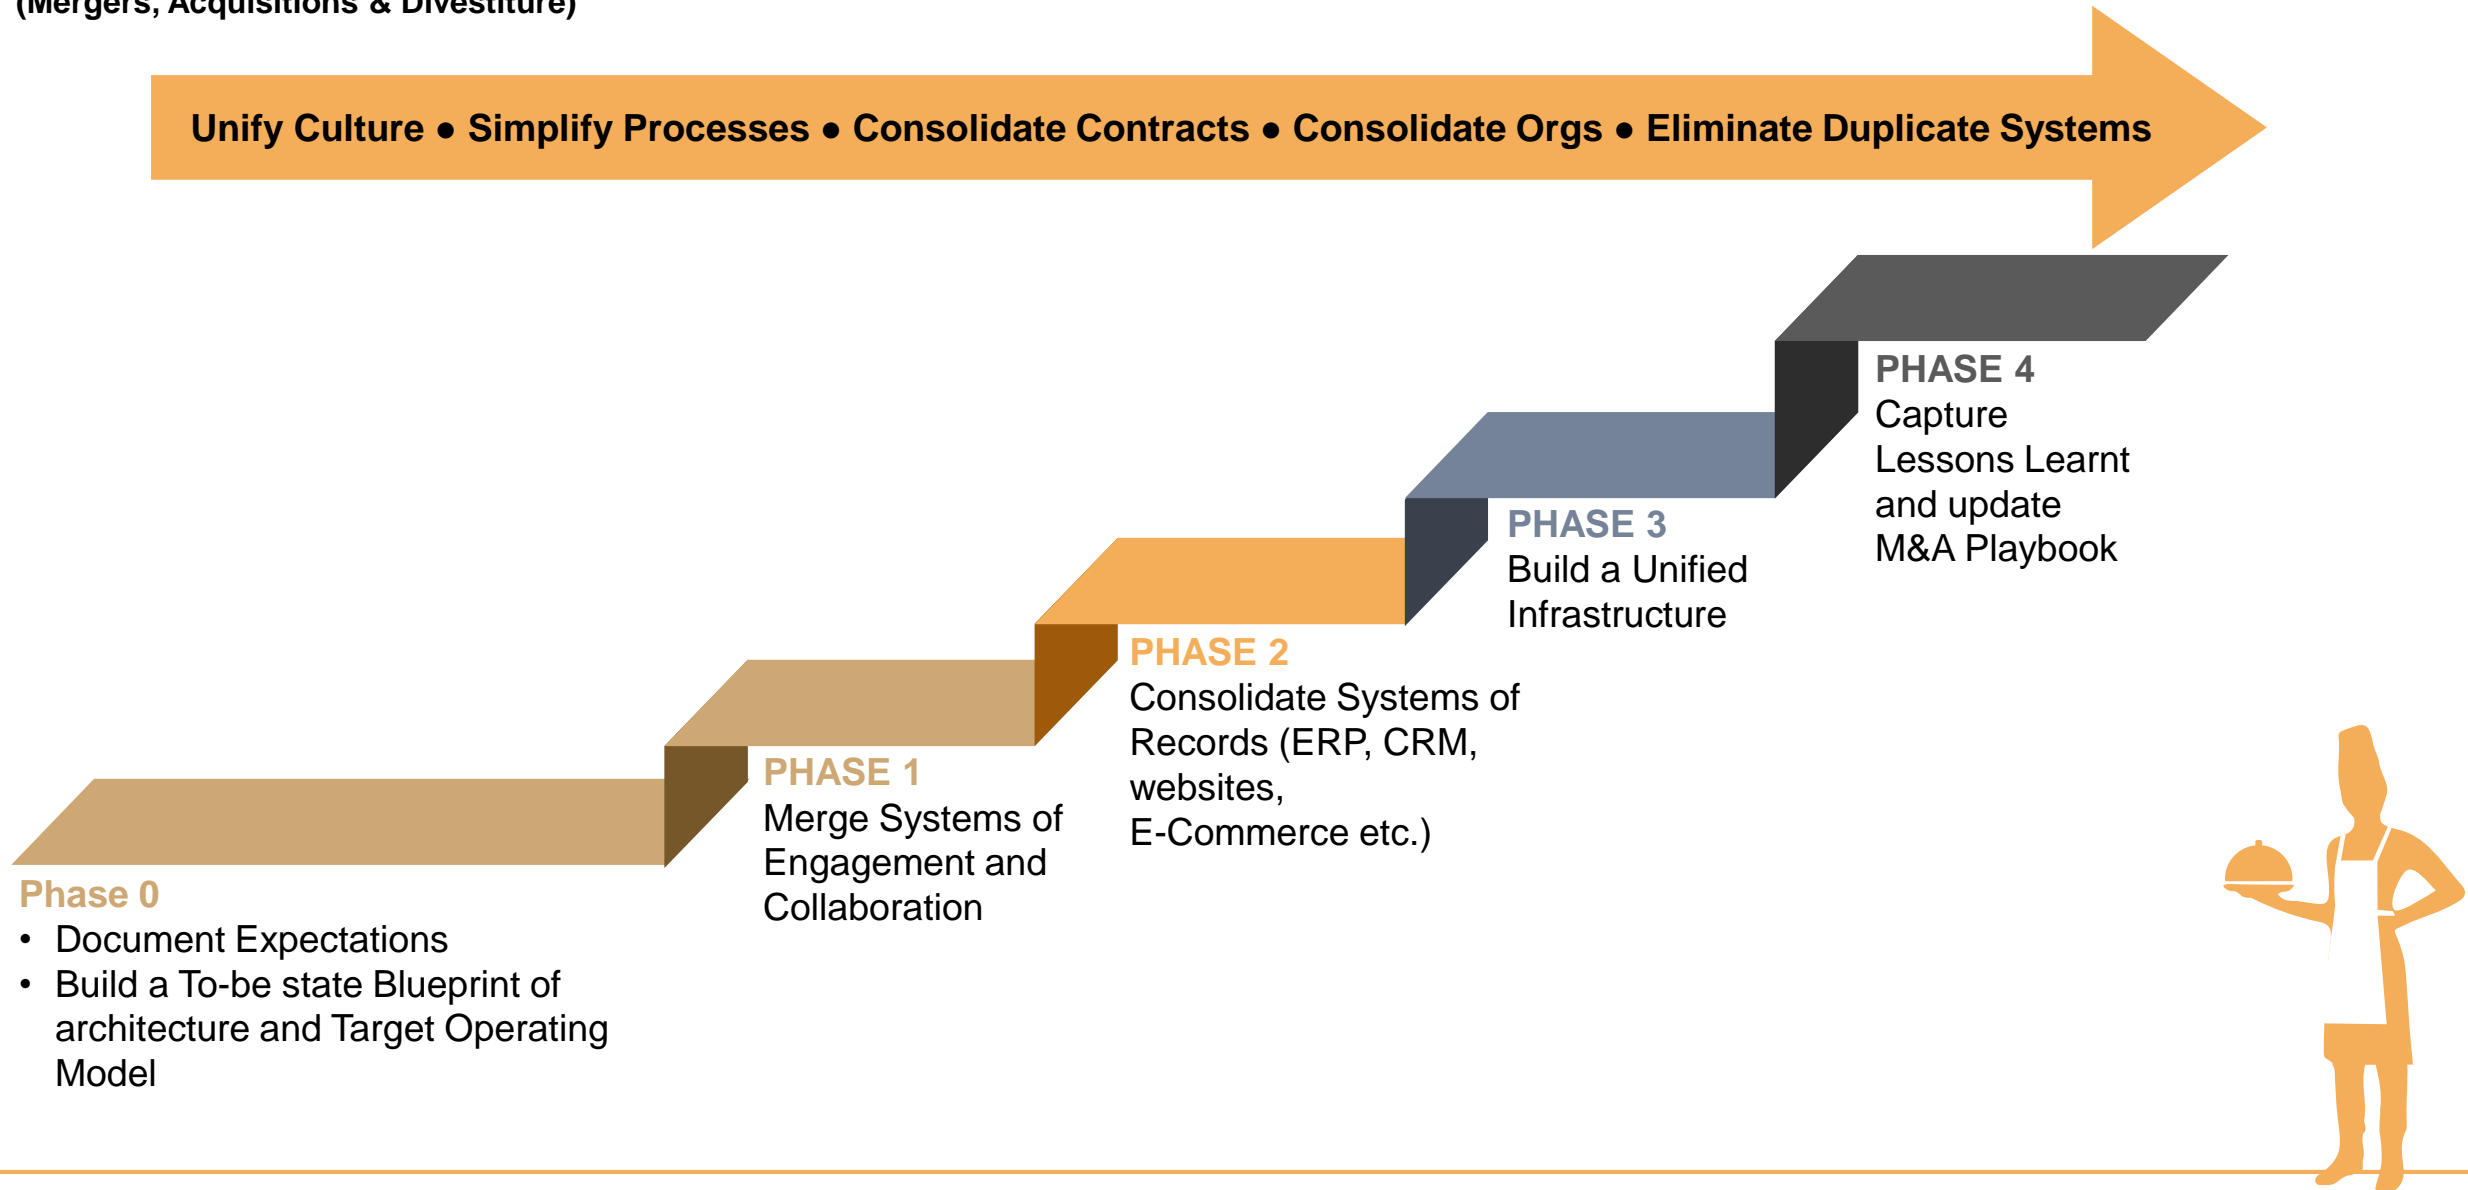 (Mergers, Acquisitions & Divestiture)
Unify Culture ● Simplify Processes ● Consolidate Contracts ● Consolidate Orgs ● Eliminate Duplicate Systems
PHASE 4
Capture
Lessons Learnt
and update
M&A Playbook
PHASE 3
Build a Unified
Infrastructure
PHASE 2
Consolidate Systems of
Records (ERP, CRM,
websites,
E-Commerce etc.)
PHASE 1
Merge Systems of
Engagement and
Collaboration
Phase 0
• Document Expectations
• Build a To-be state Blueprint of
architecture and Target Operating
Model